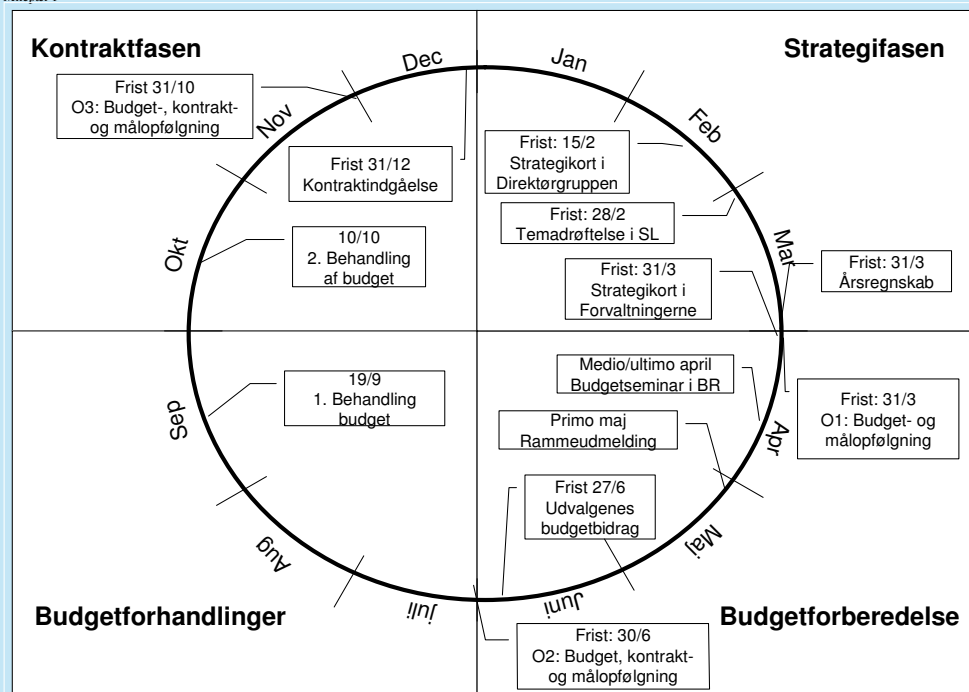 Kontraktfasen
Strategifasen
Dec
Jan
Frist 31/10
O3: Budget-, kontrakt-
og målopfølgning
Nov
Feb
Frist: 15/2
Strategikort i
Direktørgruppen
Frist 31/12
Kontraktindgåelse
Frist: 28/2
Temadrøftelse i SL
Okt
10/10
2. Behandling
af budget
Mar
Frist: 31/3
Strategikort i
Forvaltningerne
Frist: 31/3
Årsregnskab
Medio/ultimo april
Budgetseminar i BR
19/9
1. Behandling
budget
Sep
Frist: 31/3
O1: Budget- og
målopfølgning
Apr
Primo maj
Rammeudmelding
Frist 27/6
Udvalgenes
budgetbidrag
Maj
Aug
juli
Juni
Budgetforhandlinger
Budgetforberedelse
Frist: 30/6
O2: Budget, kontrakt-
og målopfølgning